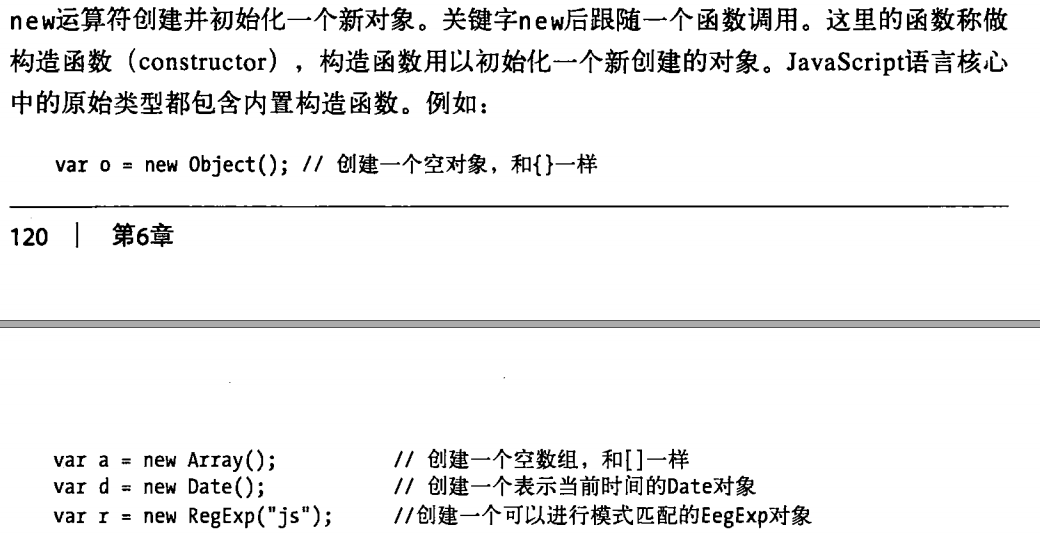 new运算符创建并初始化一个新对象。关键字new后跟随一个函数调用。这里的函数称做
构造函数（constructor），构造函数用以初始化一个新创建的对象。JavaScript语言核心
中的原始类型都包含内置构造函数。例如：
var o = new Object(); // 创建一个空对象，和{}一样
120 | 第6章
var a = new Array(); // 创建一个空数组，和[]一样
var d = new Date(); // 创建一个表示当前时间的Date对象
var r = new RegExp("js"); //创建一个可以进行模式匹配的EegExp对象